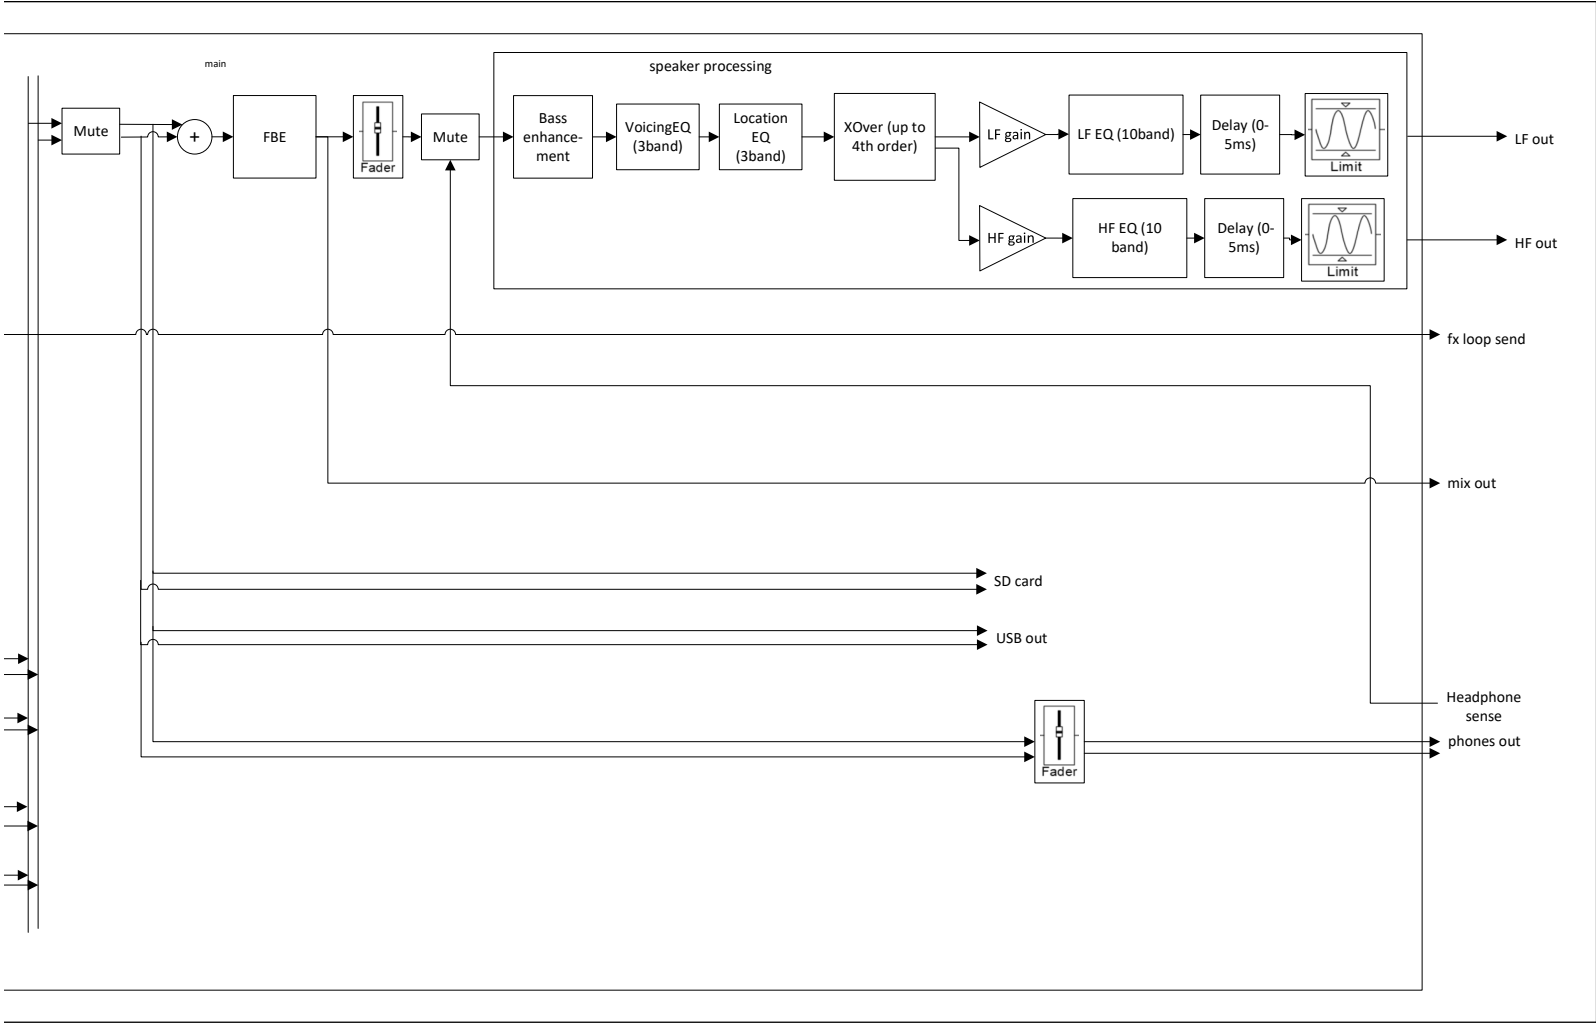 main
speaker processing
Mute
+
FBE
Fader
Mute
Bass
enhance-
ment
VoicingEQ
(3band)
Location
EQ
(3band)
XOver (up to
4th order)
LF gain
LF EQ (10band)
Delay (0-
5ms)
Limit
LF out
HF gain
HF EQ (10
band)
Delay (0-
5ms)
Limit
HF out
fx loop send
mix out
SD card
USB out
Headphone
sense
Fader
phones out